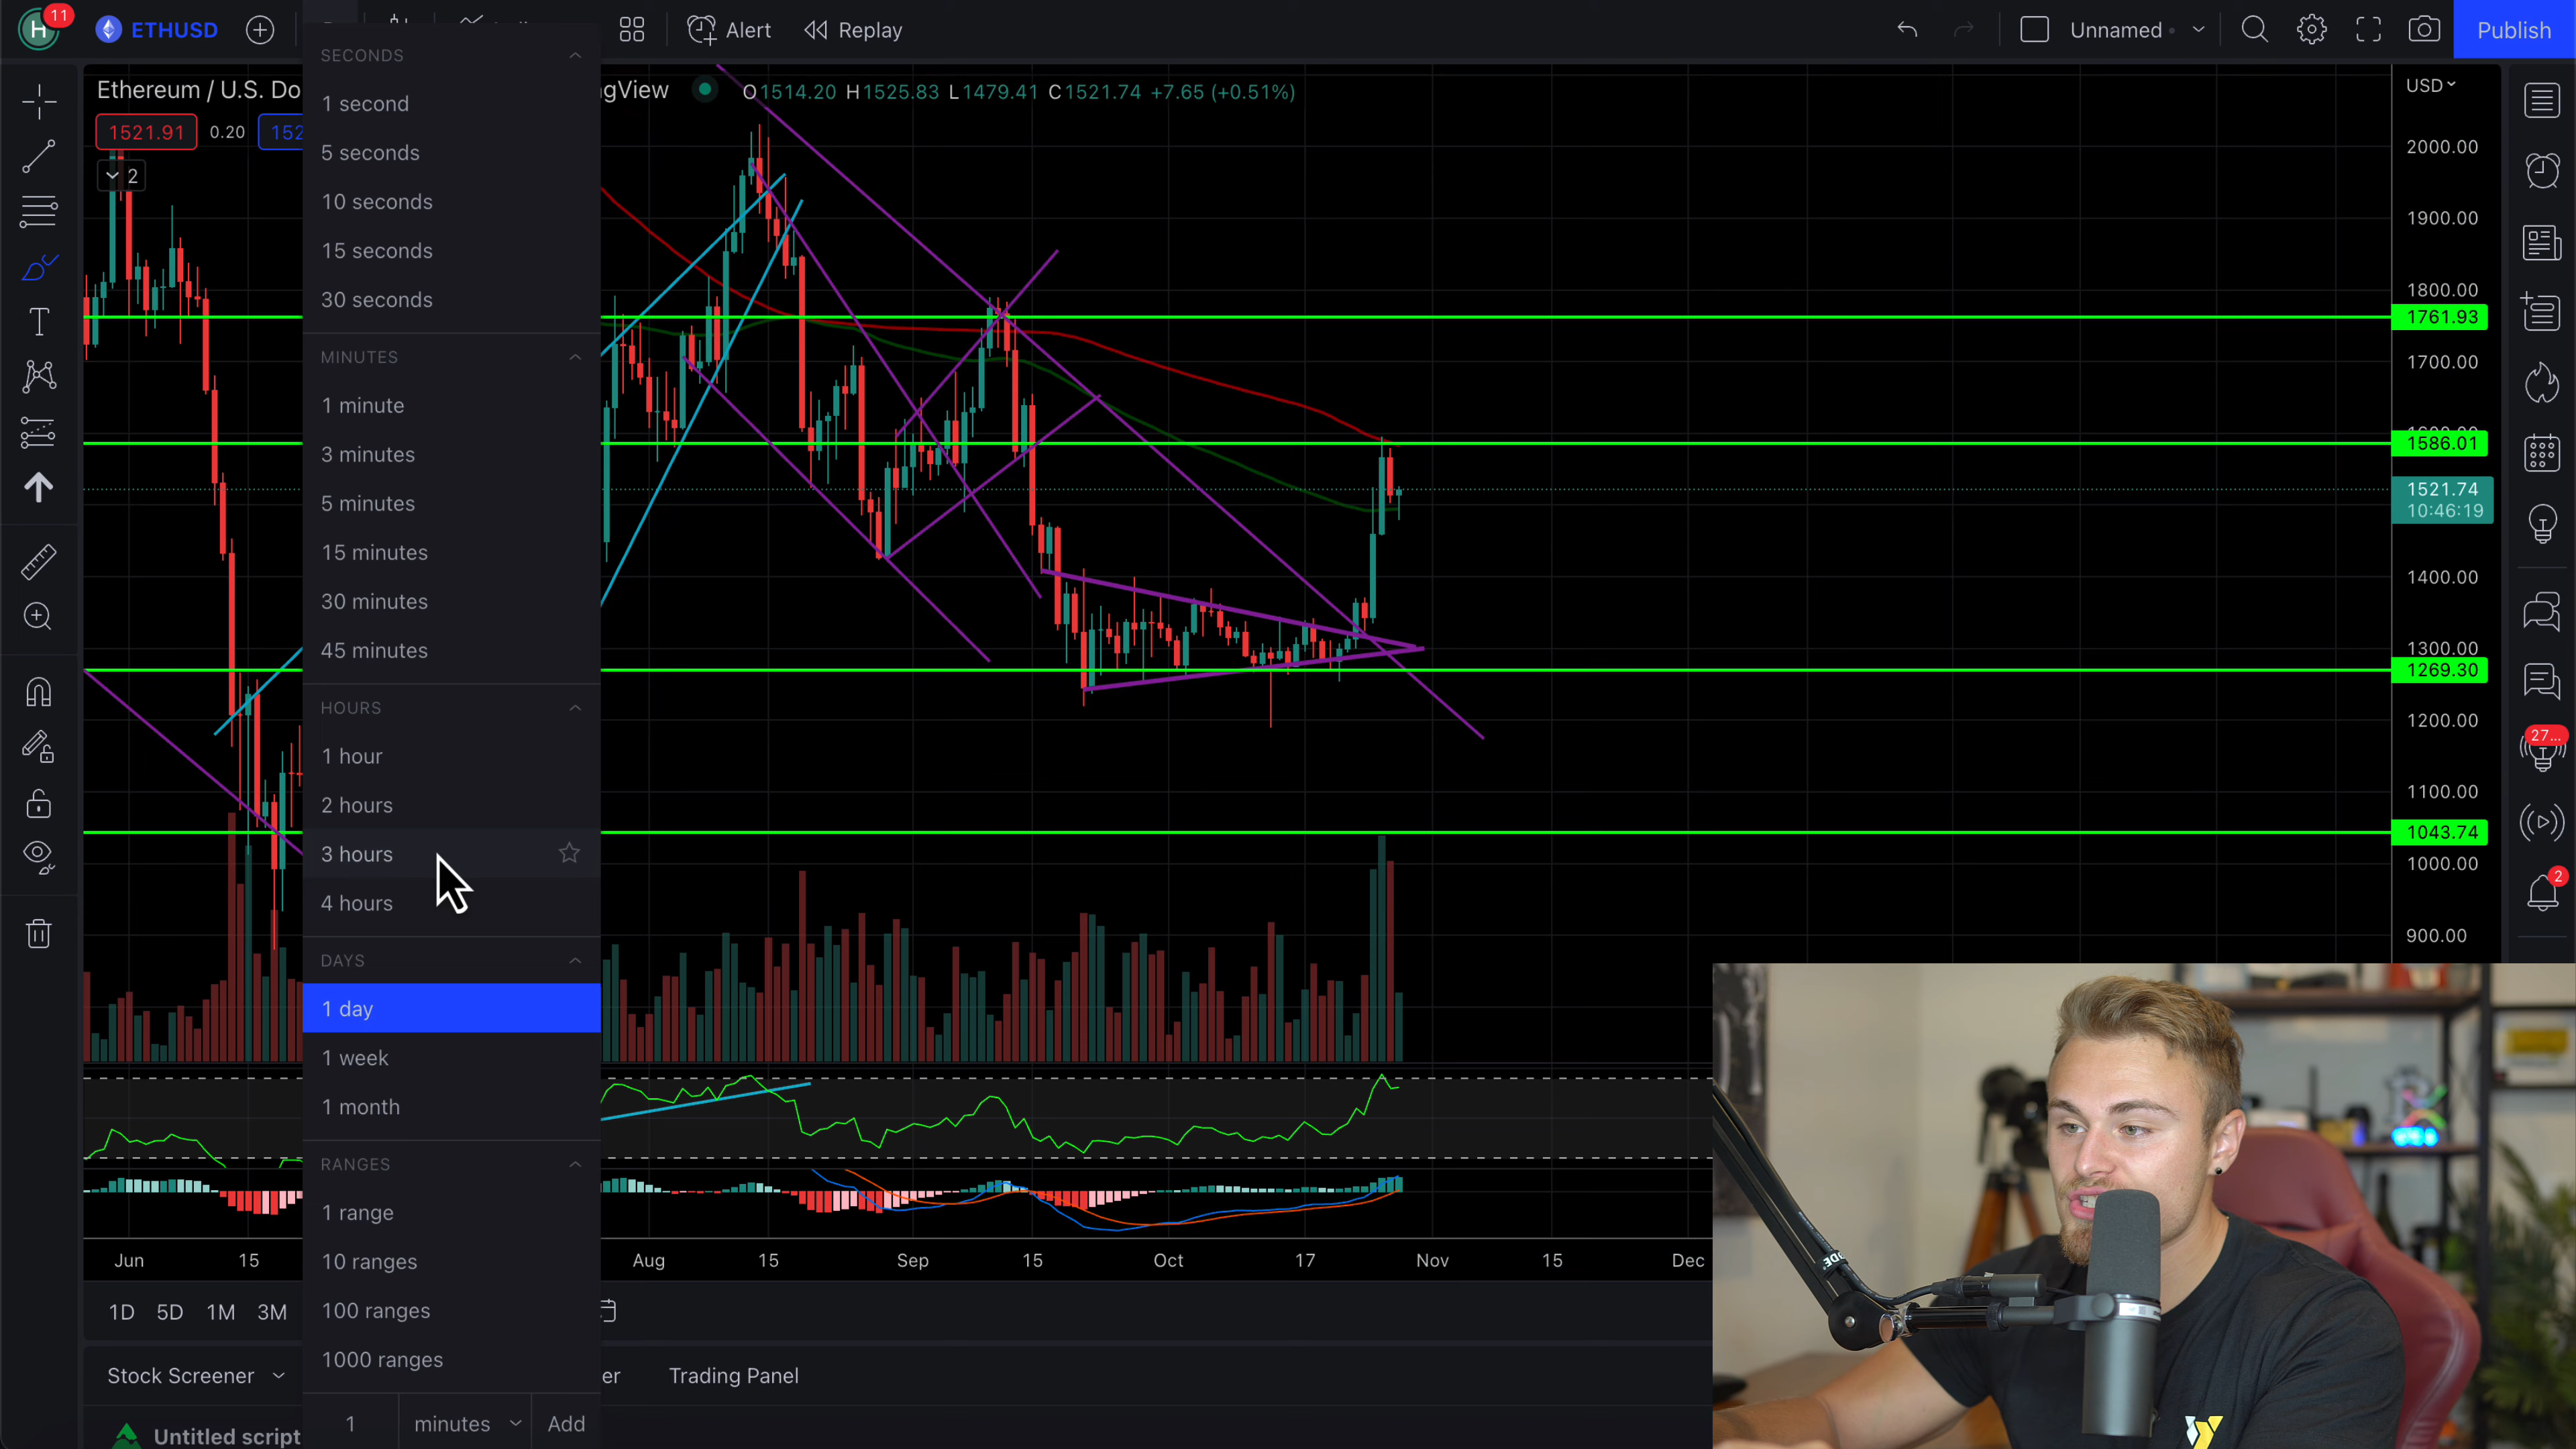 H 11 ETHUSD Alert Replay Unnamed Publish
Ethereum / U.S. Do
gView O1514.20 H1525.83 L1479.41 C1521.74 +7.65 (+0.51%)
USD
1521.91 0.20 152
2
SECONDS
1 second
5 seconds
10 seconds
15 seconds
30 seconds
MINUTES
1 minute
3 minutes
5 minutes
15 minutes
30 minutes
45 minutes
HOURS
1 hour
2 hours
3 hours
4 hours
DAYS
1 day
1 week
1 month
RANGES
1 range
10 ranges
100 ranges
1000 ranges
1 minutes Add
2000.00
1900.00
1800.00
1761.93
1700.00
1586.01
1521.74
10:46:19
1400.00
1300.00
1269.30
1200.00
1100.00
1043.74
1000.00
900.00
27...
2
Jun 15 Aug 15 Sep 15 Oct 17 Nov 15 Dec
1D 5D 1M 3M
Stock Screener er Trading Panel
Untitled script